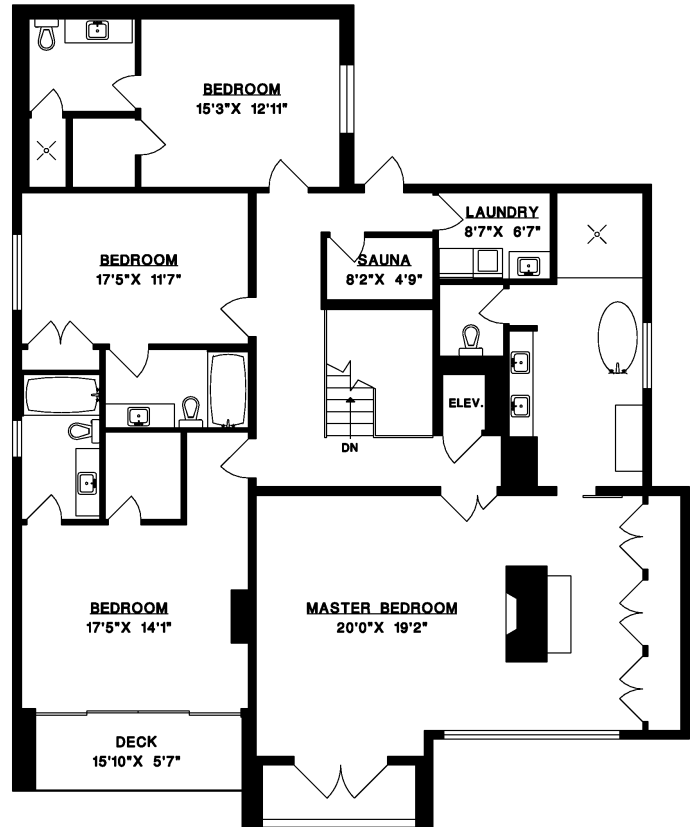 BEDROOM
15'3"X 12'11"
LAUNDRY
8'7"X 6'7"
BEDROOM
17'5"X 11'7"
SAUNA
8'2"X 4'9"
ELEV.
DN
BEDROOM
17'5"X 14'1"
MASTER BEDROOM
20'0"X 19'2"
DECK
15'10"X 5'7"